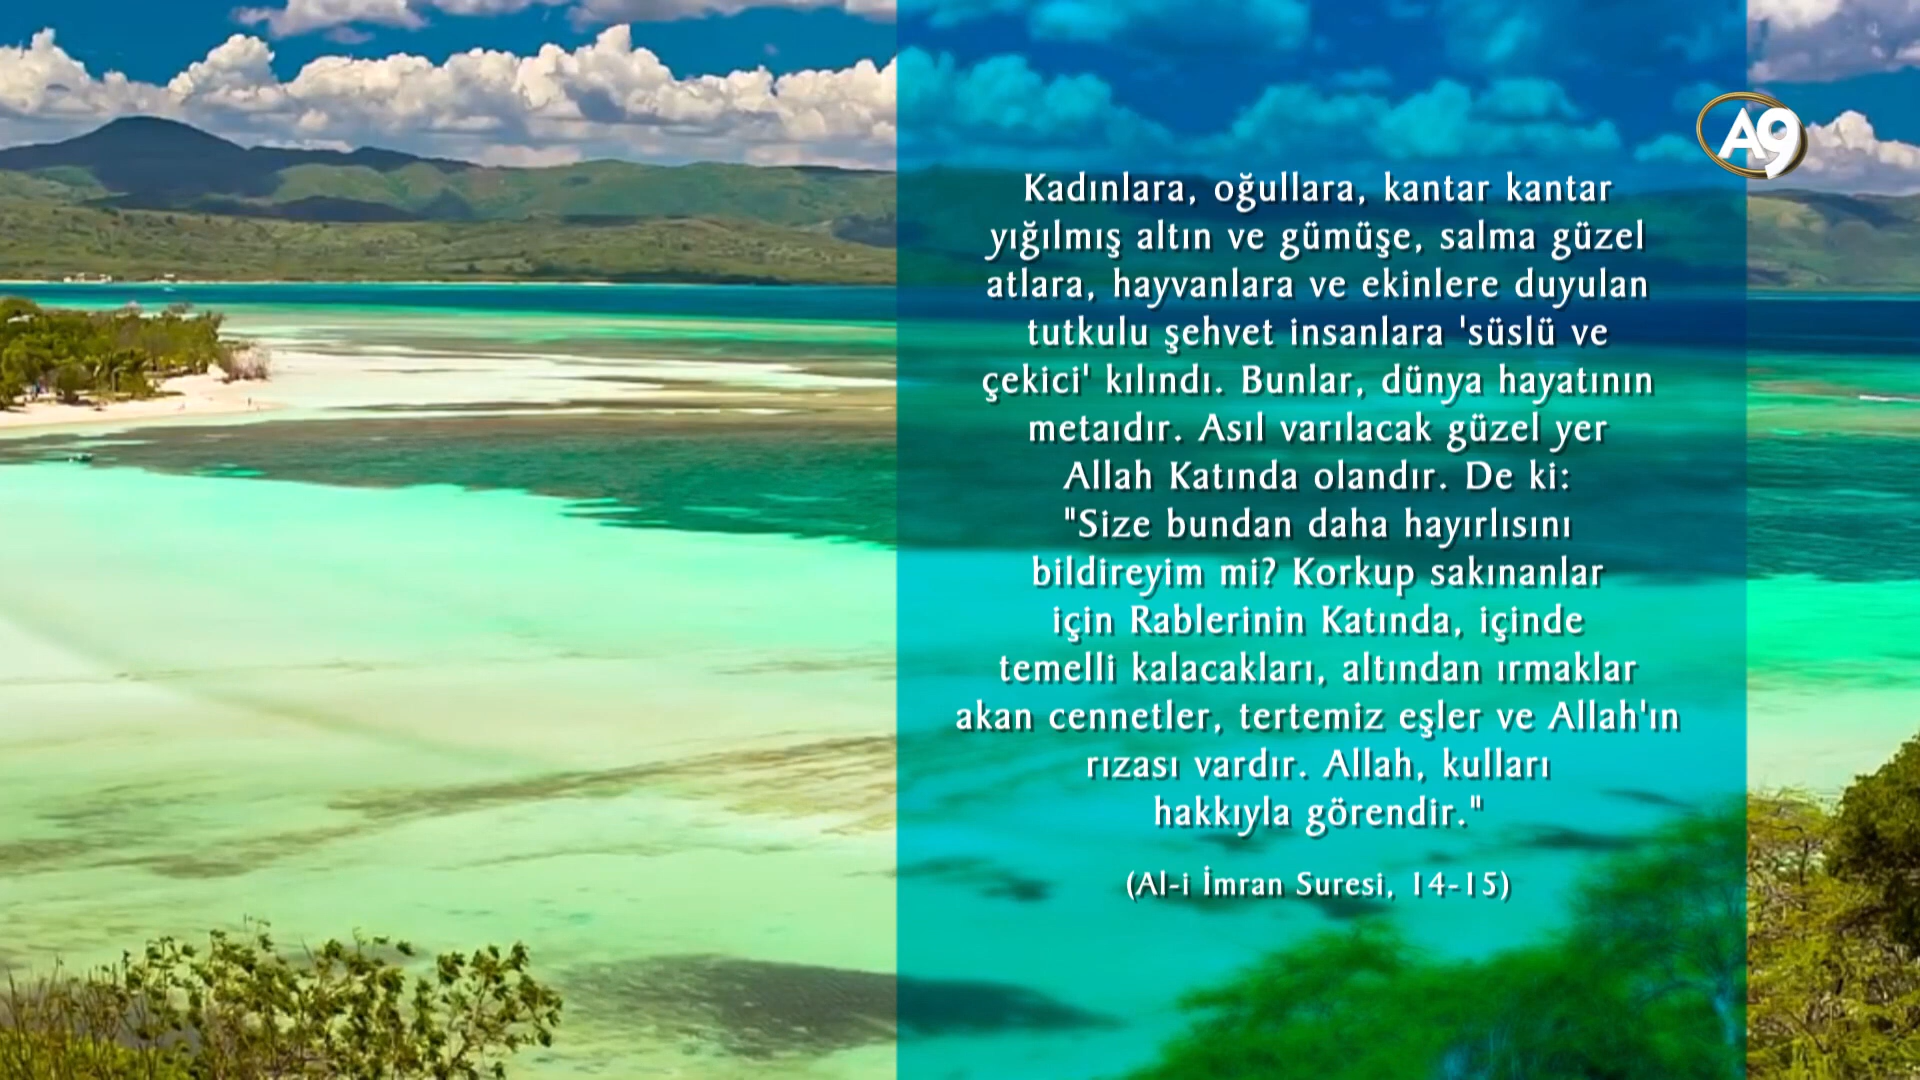 A9
Kadınlara, oğullara, kantar kantar
yığılmış altın ve gümüşe, salma güzel
atlara, hayvanlara ve ekinlere duyulan
tutkulu şehvet insanlara 'süslü ve
çekici' kılındı. Bunlar, dünya hayatının
metaıdır. Asıl varılacak güzel yer
Allah Katında olandır. De ki:
"Size bundan daha hayırlısını
bildireyim mi? Korkup sakınanlar
için Rablerinin Katında, içinde
temelli kalacakları, altından ırmaklar
akan cennetler, tertemiz eşler ve Allah'ın
rızası vardır. Allah, kulları
hakkıyla görendir."
(Al-i İmran Suresi, 14-15)